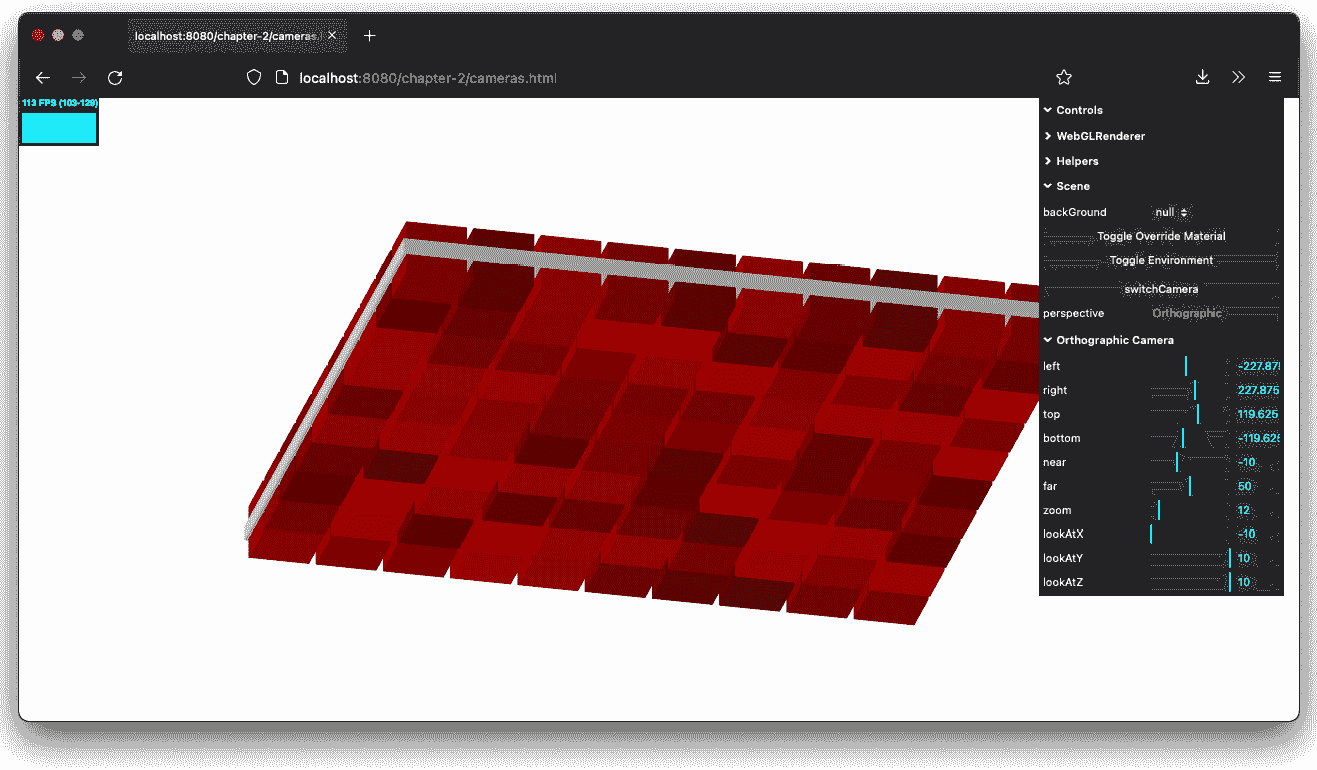 localhost:8080/chapter-2/cameras.
localhost:8080/chapter-2/cameras.html
113 FPS (103-129)
Controls
WebGLRenderer
Helpers
Scene
backGround null
Toggle Override Material
Toggle Environment
switchCamera
perspective Orthographic
Orthographic Camera
left -227.875
right 227.875
top 119.625
bottom -119.625
near -10
far 50
zoom 12
lookAtX -10
lookAtY 10
lookAtZ 10